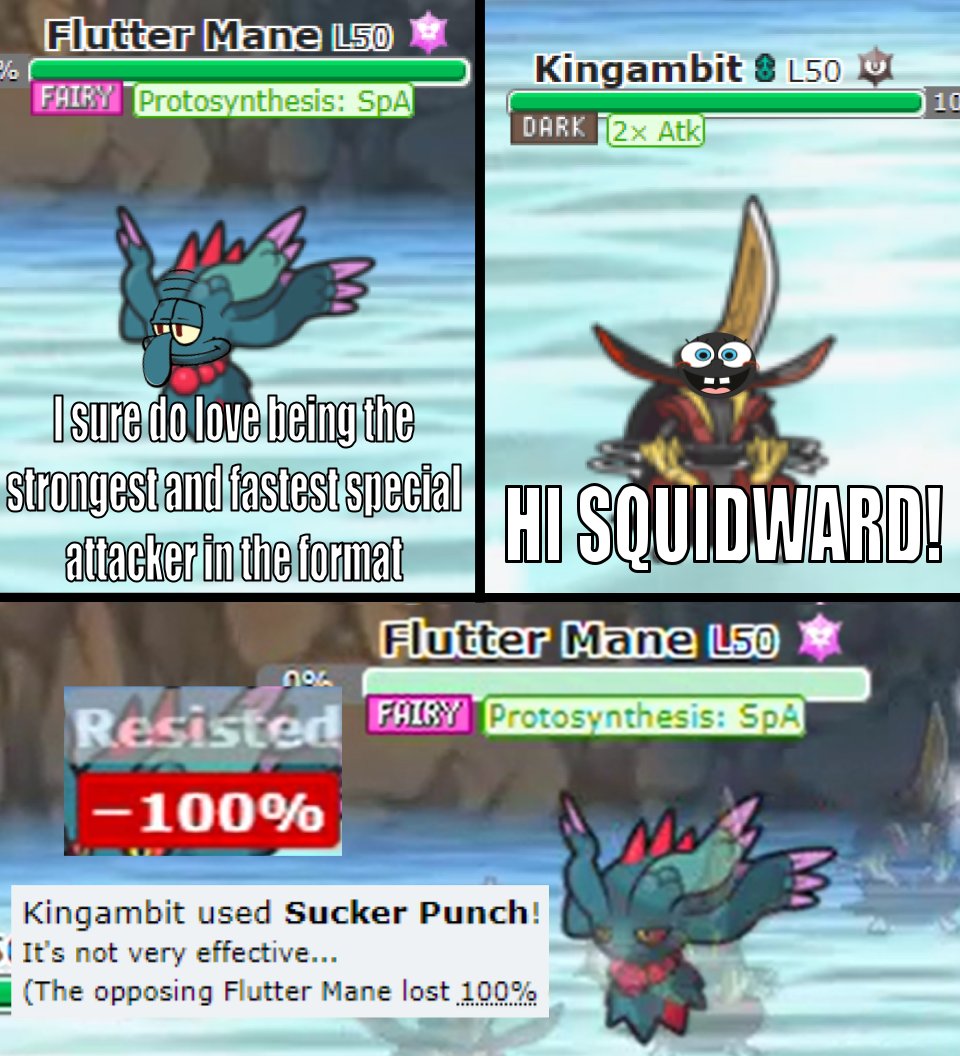 Flutter Mane L50
%
FAIRY Protosynthesis: SpA
I sure do love being the
strongest and fastest special
attacker in the format
Kingambit L50
10
DARK 2× Atk
HI SQUIDWARD!
Flutter Mane L50
0%
FAIRY Protosynthesis: SpA
Resisted
−100%
Kingambit used Sucker Punch!
It's not very effective...
(The opposing Flutter Mane lost 100%